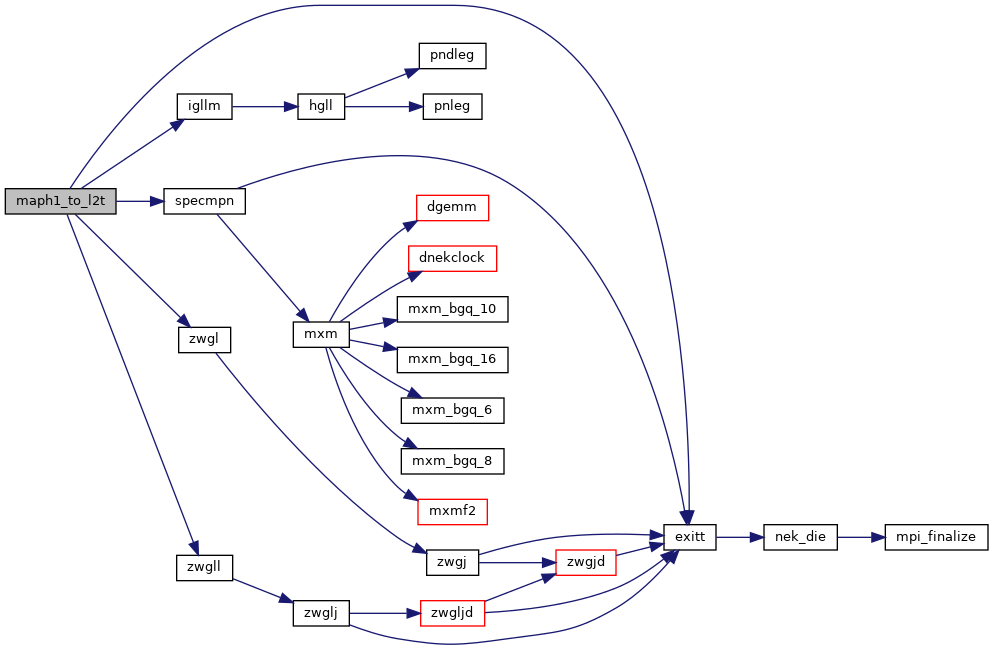 pndleg
igllm
hgll
pnleg
maph1_to_l2t
specmpn
dgemm
dnekclock
mxm_bgq_10
zwgl
mxm
mxm_bgq_16
mxm_bgq_6
mxm_bgq_8
mxmf2
exitt
nek_die
mpi_finalize
zwgll
zwgj
zwgjd
zwglj
zwgljd